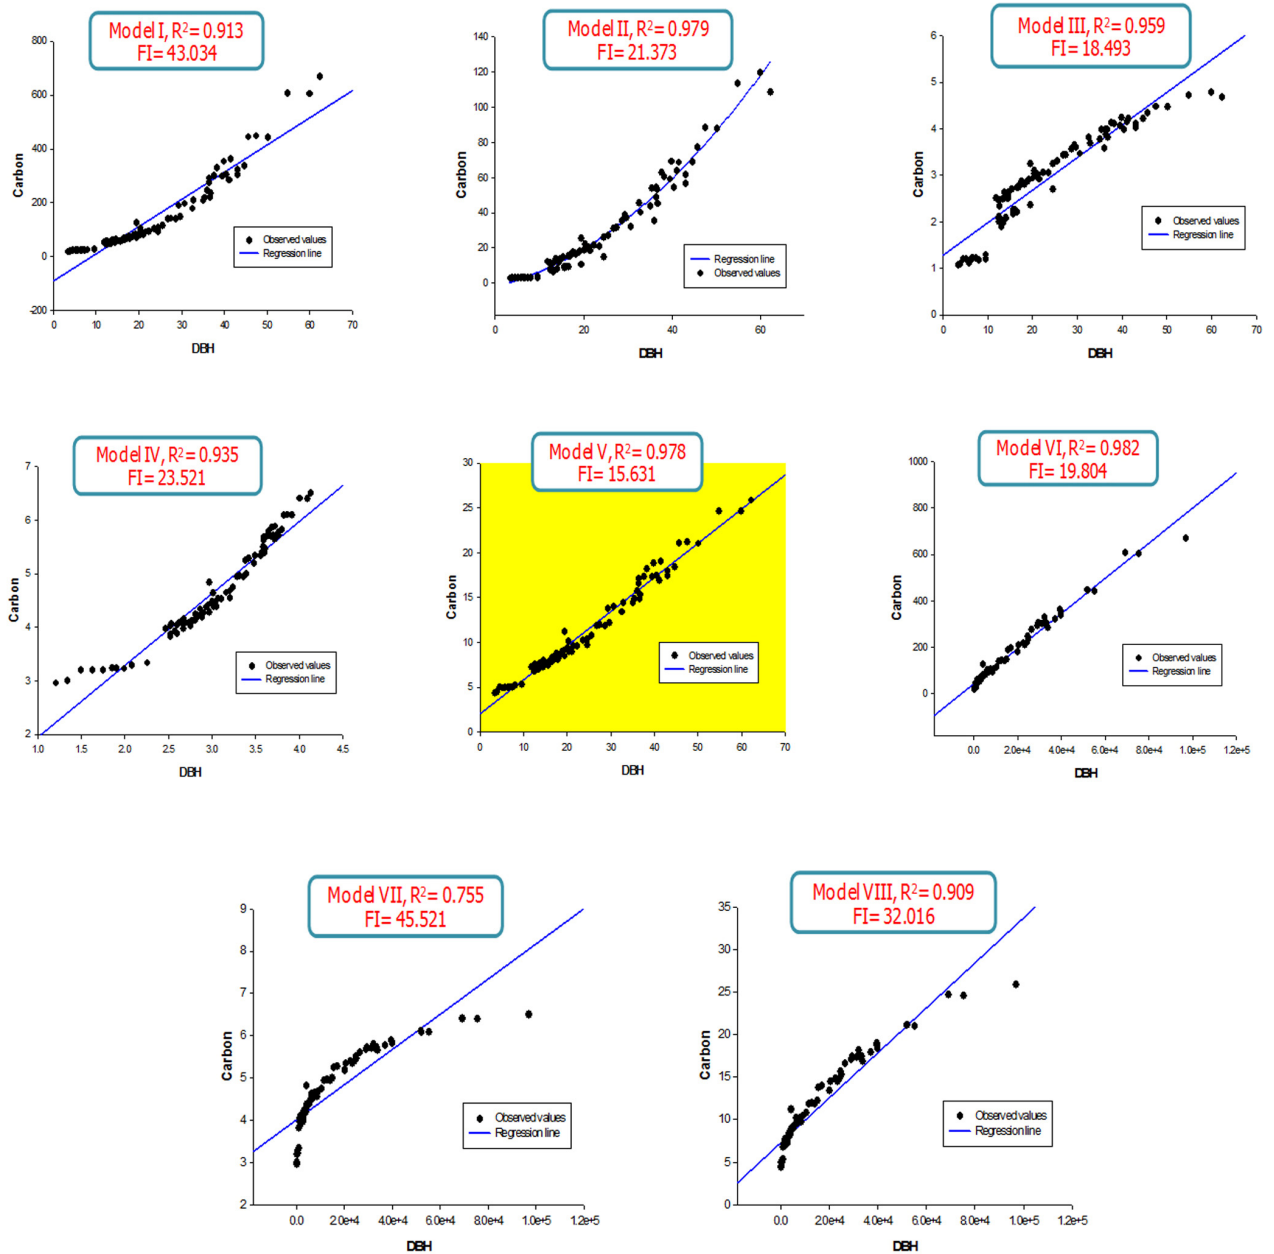 Model I, R²= 0.913
FI= 43.034
800
600
400
200
0
-200
Carbon
0 10 20 30 40 50 60 70
DBH
Observed values
Regression line
Model II, R²= 0.979
FI= 21.373
140
120
100
80
60
40
20
0
Carbon
0 20 40 60
DBH
Regression line
Observed values
Model III, R²= 0.959
FI= 18.493
6
5
4
3
2
1
0
Carbon
0 10 20 30 40 50 60 70
DBH
Observed values
Regression line
Model IV, R²= 0.935
FI= 23.521
7
6
5
4
3
2
Carbon
1.0 1.5 2.0 2.5 3.0 3.5 4.0 4.5
DBH
Observed values
Regression line
Model V, R²= 0.978
FI= 15.631
30
25
20
15
10
5
0
Carbon
0 10 20 30 40 50 60 70
DBH
Observed values
Regression line
Model VI, R²= 0.982
FI= 19.804
1000
800
600
400
200
0
Carbon
0.0 2.0e+4 4.0e+4 6.0e+4 8.0e+4 1.0e+5 1.2e+5
DBH
Observed values
Regression line
Model VII, R²= 0.755
FI= 45.521
9
8
7
6
5
4
3
2
Carbon
0.0 2.0e+4 4.0e+4 6.0e+4 8.0e+4 1.0e+5 1.2e+5
DBH
Observed values
Regression line
Model VIII, R²= 0.909
FI= 32.016
35
30
25
20
15
10
5
0
Carbon
0.0 2.0e+4 4.0e+4 6.0e+4 8.0e+4 1.0e+5 1.2e+5
DBH
Observed values
Regression line